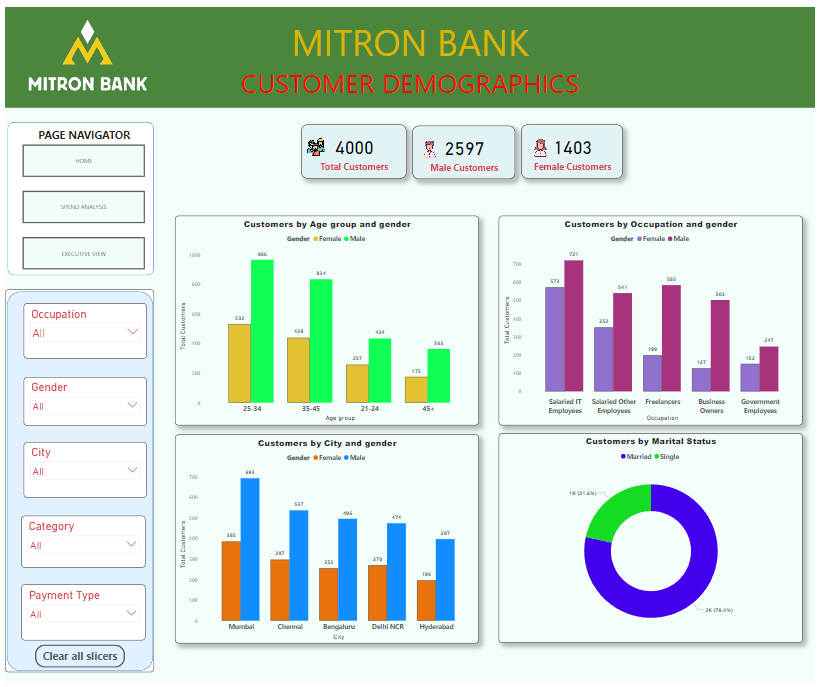 MITRON BANK
MITRON BANK
CUSTOMER DEMOGRAPHICS
PAGE NAVIGATOR
HOME
SPEND ANALYSIS
EXECUTIVE VIEW
4000
Total Customers
2597
Male Customers
1403
Female Customers
Occupation
All
Gender
All
City
All
Category
All
Payment Type
All
Clear all slicers
Customers by Age group and gender
Gender Female Male
Total Customers
1000
800
600
400
200
0
532
966
438
834
257
434
175
363
25-34
35-45
21-24
45+
Age group
Customers by Occupation and gender
Gender Female Male
Total Customers
700
600
500
400
300
200
100
0
573
721
352
541
199
585
127
503
152
247
Salaried IT Employees
Salaried Other Employees
Freelancers
Business Owners
Government Employees
Occupation
Customers by City and gender
Gender Female Male
Total Customers
700
600
500
400
300
200
100
0
385
693
297
537
255
496
270
474
196
397
Mumbai
Chennai
Bengaluru
Delhi NCR
Hyderabad
City
Customers by Marital Status
Married Single
1K (21.6%)
3K (78.4%)